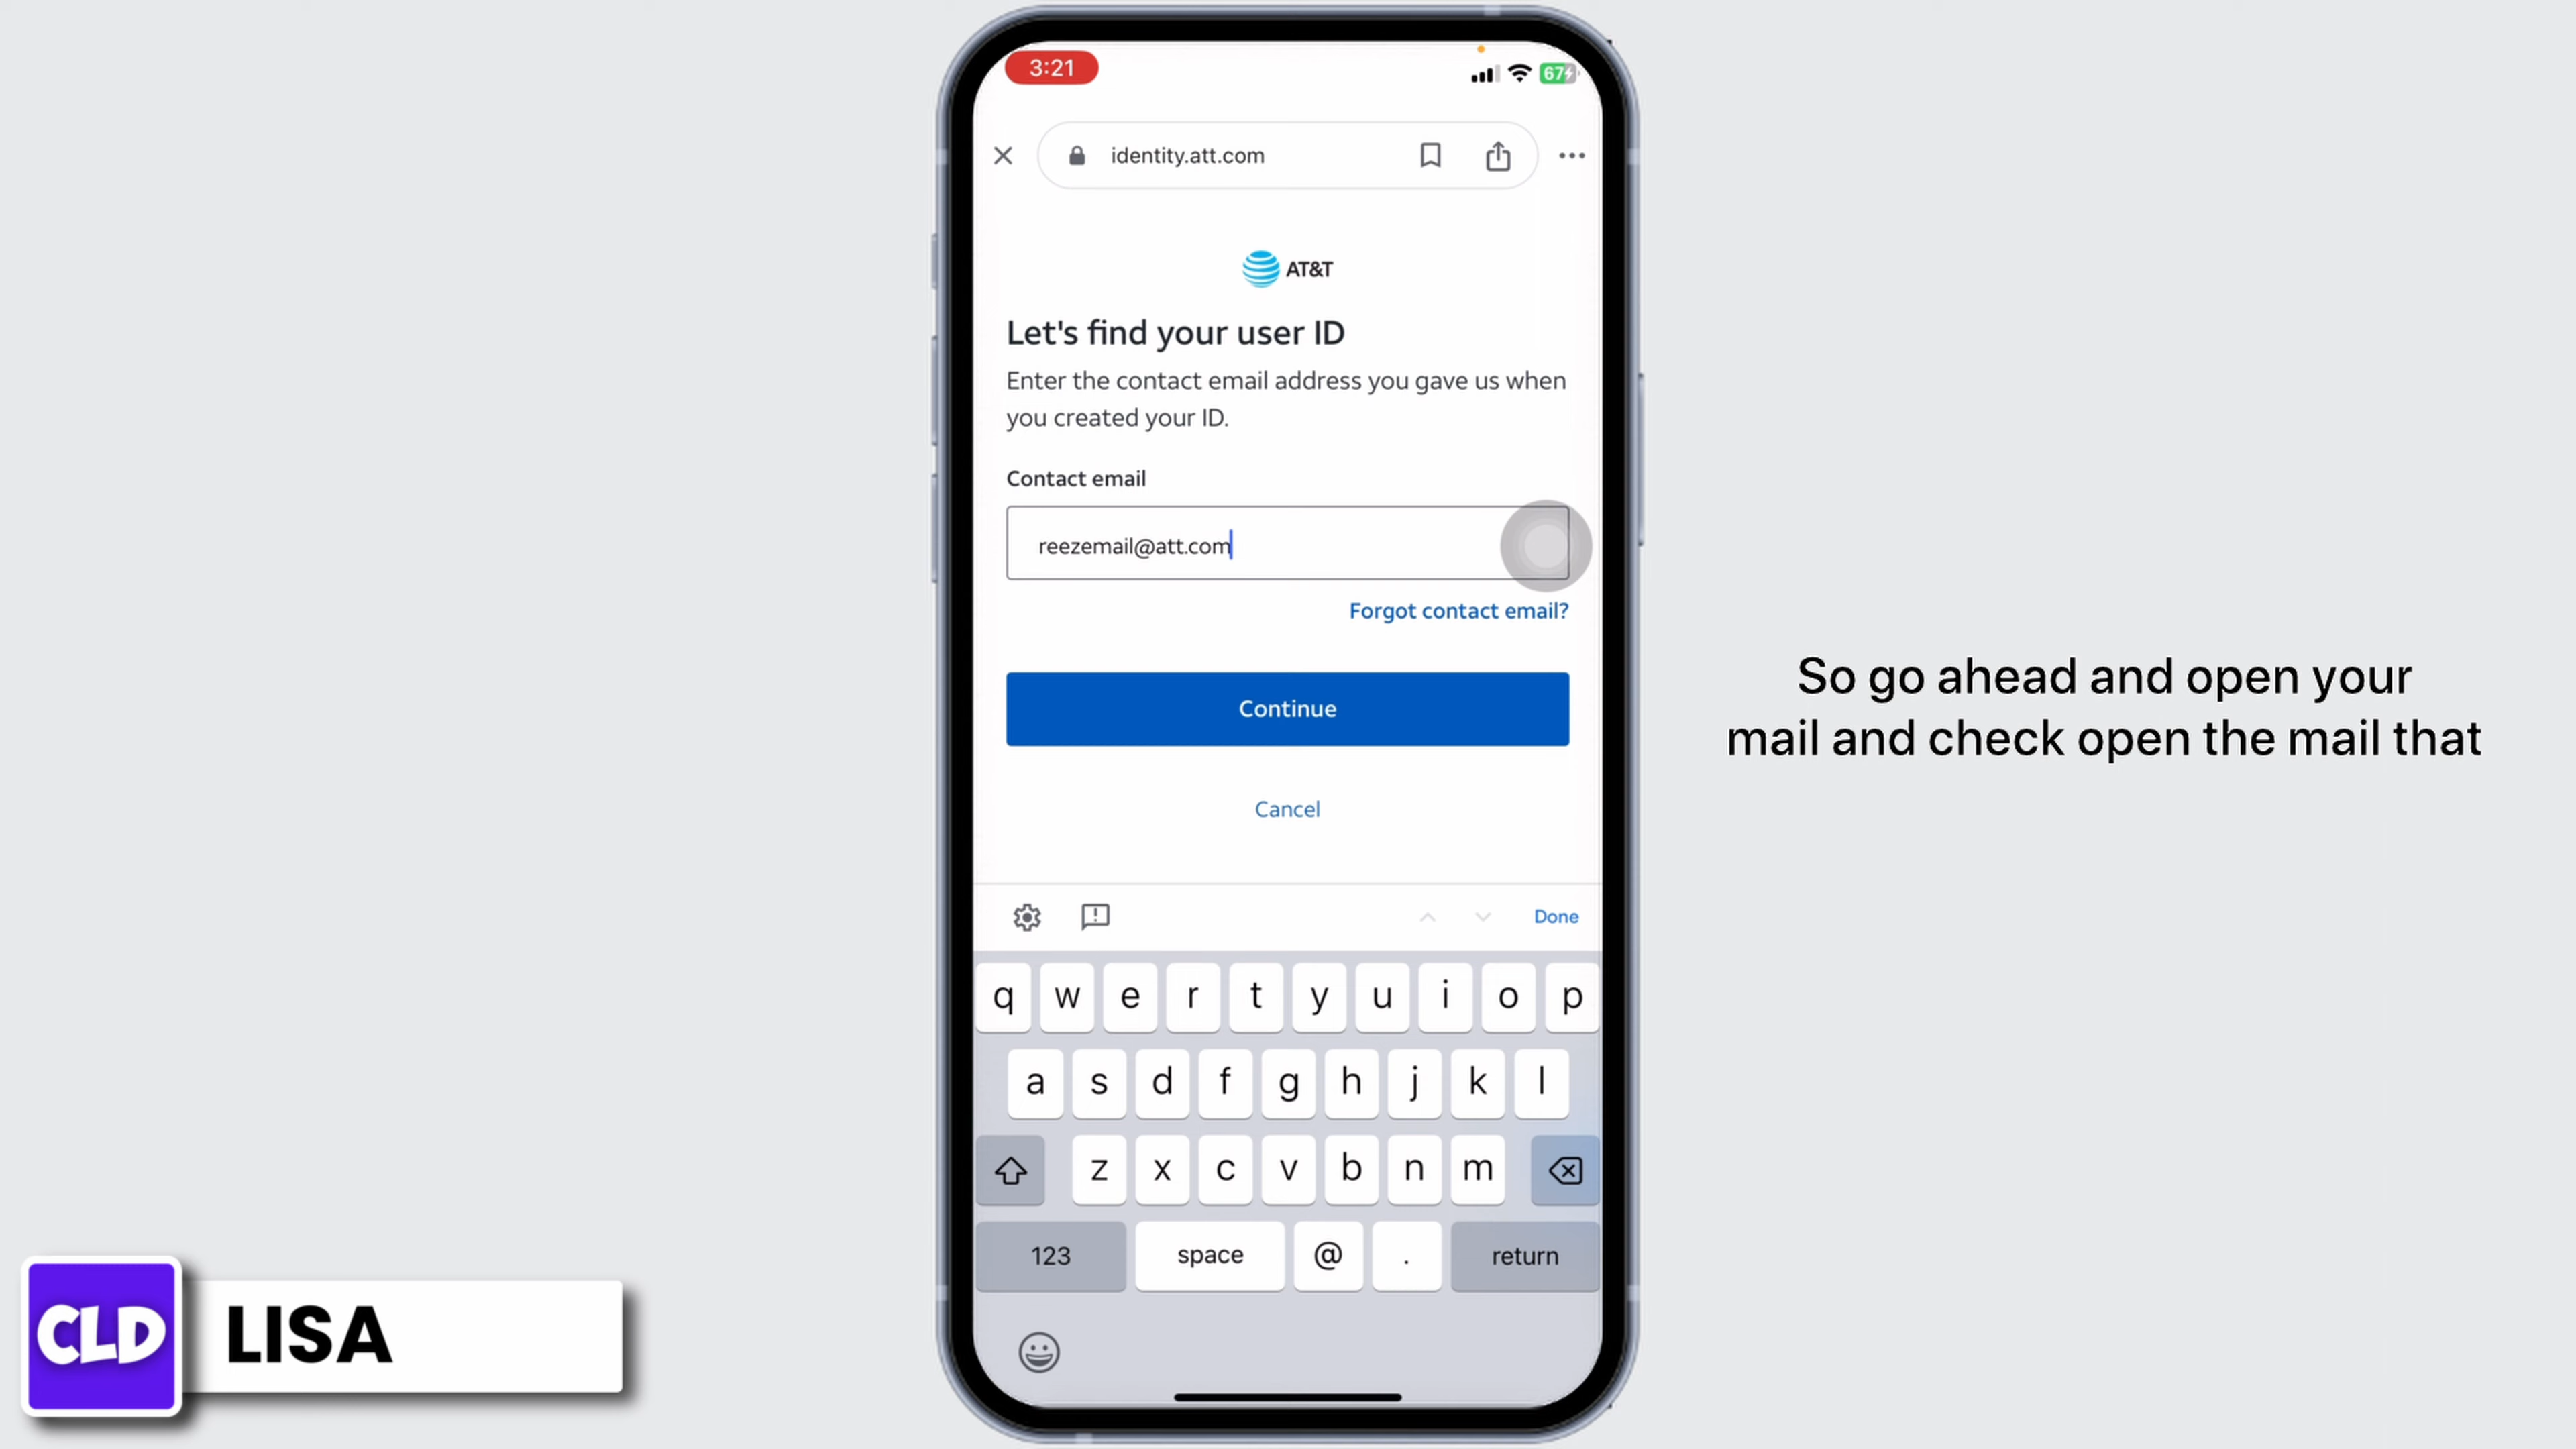 3:21
67
identity.att.com
AT&T
Let's find your user ID
Enter the contact email address you gave us when
you created your ID.
Contact email
reezemail@att.com
Forgot contact email?
Continue
Cancel
Done
q w e r t y u i o p
a s d f g h j k l
z x c v b n m
123 space @ . return
So go ahead and open your
mail and check open the mail that
CLD
LISA